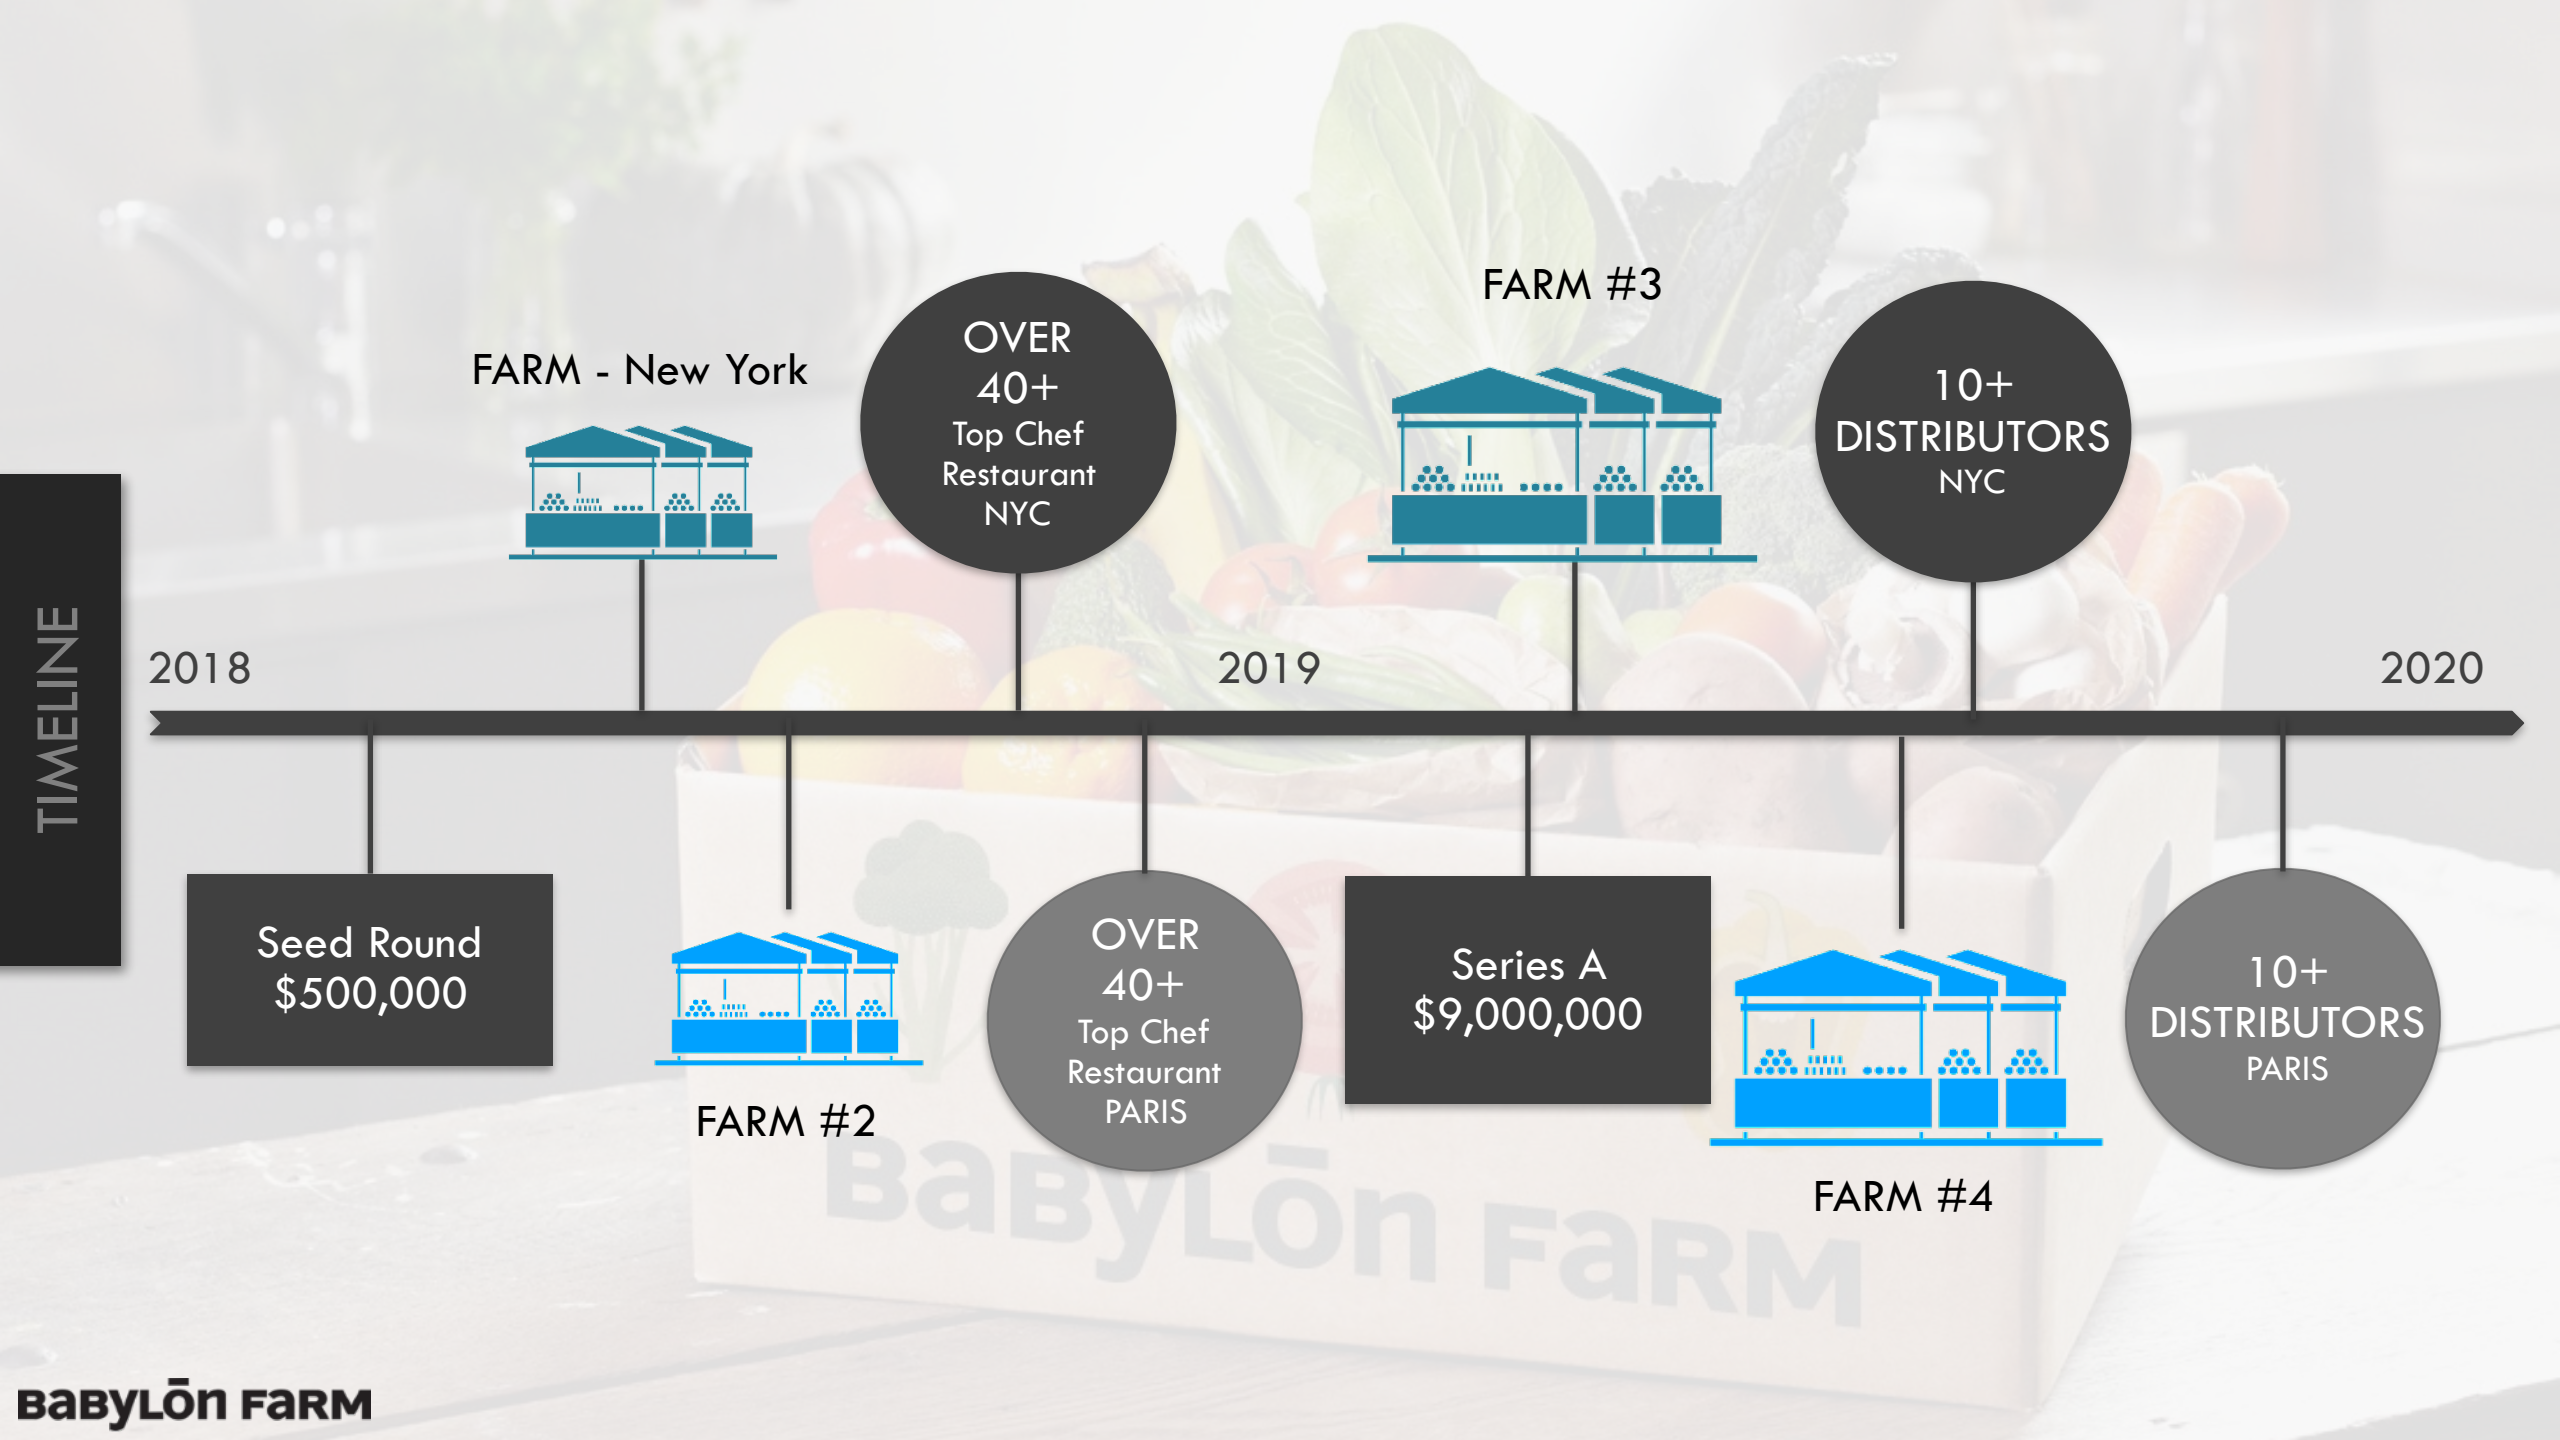 TIMELINE
2018
2019
2020
Seed Round
$500,000
FARM - New York
FARM #2
OVER
40+
Top Chef
Restaurant
NYC
OVER
40+
Top Chef
Restaurant
PARIS
Series A
$9,000,000
FARM #3
FARM #4
10+
DISTRIBUTORS
NYC
10+
DISTRIBUTORS
PARIS
BaByLōn FaRM
BaByLōn FaRM